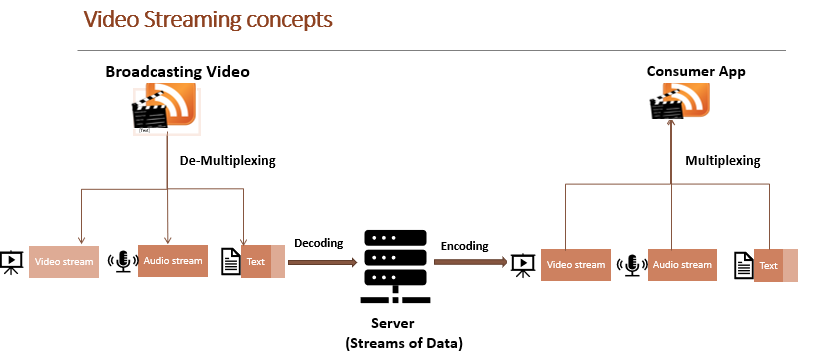 Video Streaming concepts
Broadcasting Video
Consumer App
[Text]
De-Multiplexing
Multiplexing
Decoding
Encoding
Video stream
Audio stream
Text
Video stream
Audio stream
Text
Server
(Streams of Data)